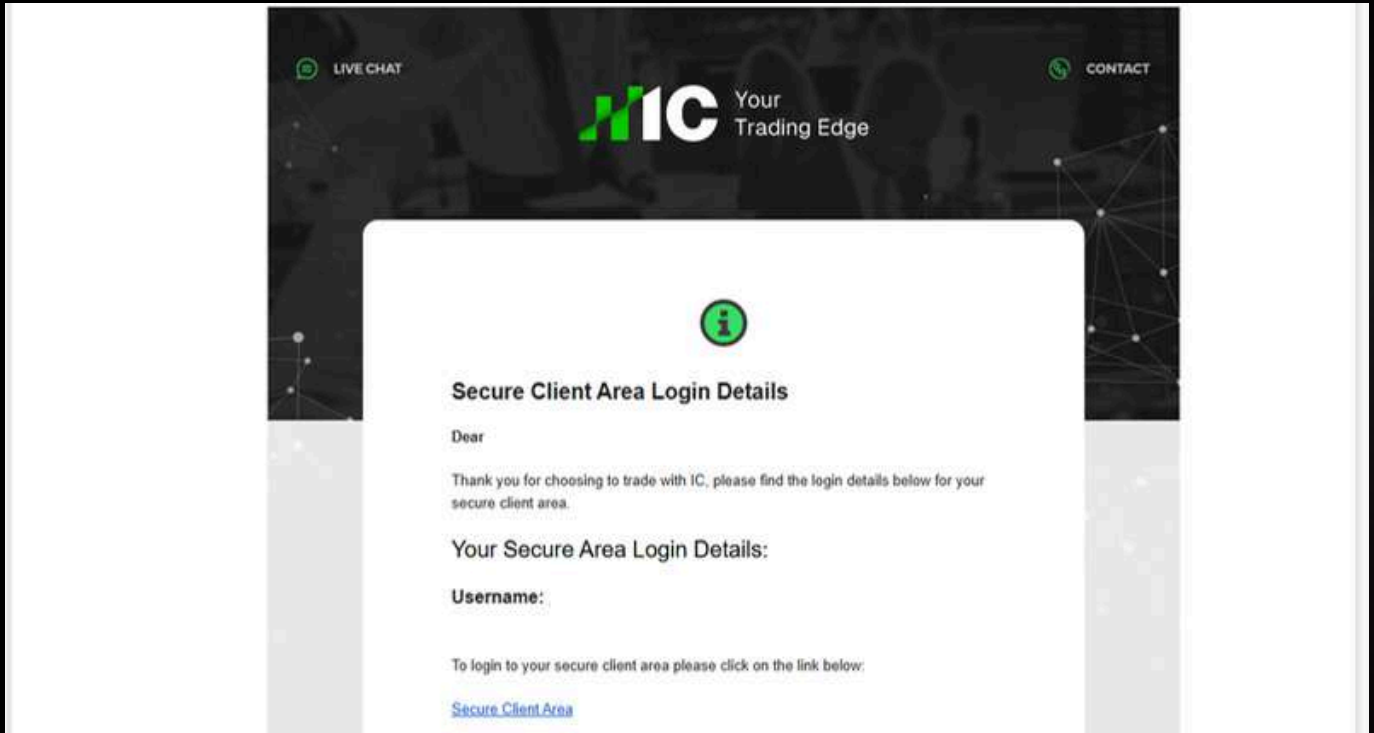 LIVE CHAT
CONTACT
IC
Your
Trading Edge
Secure Client Area Login Details
Dear
Thank you for choosing to trade with IC, please find the login details below for your
secure client area.
Your Secure Area Login Details:
Username:
To login to your secure client area please click on the link below:
Secure Client Area